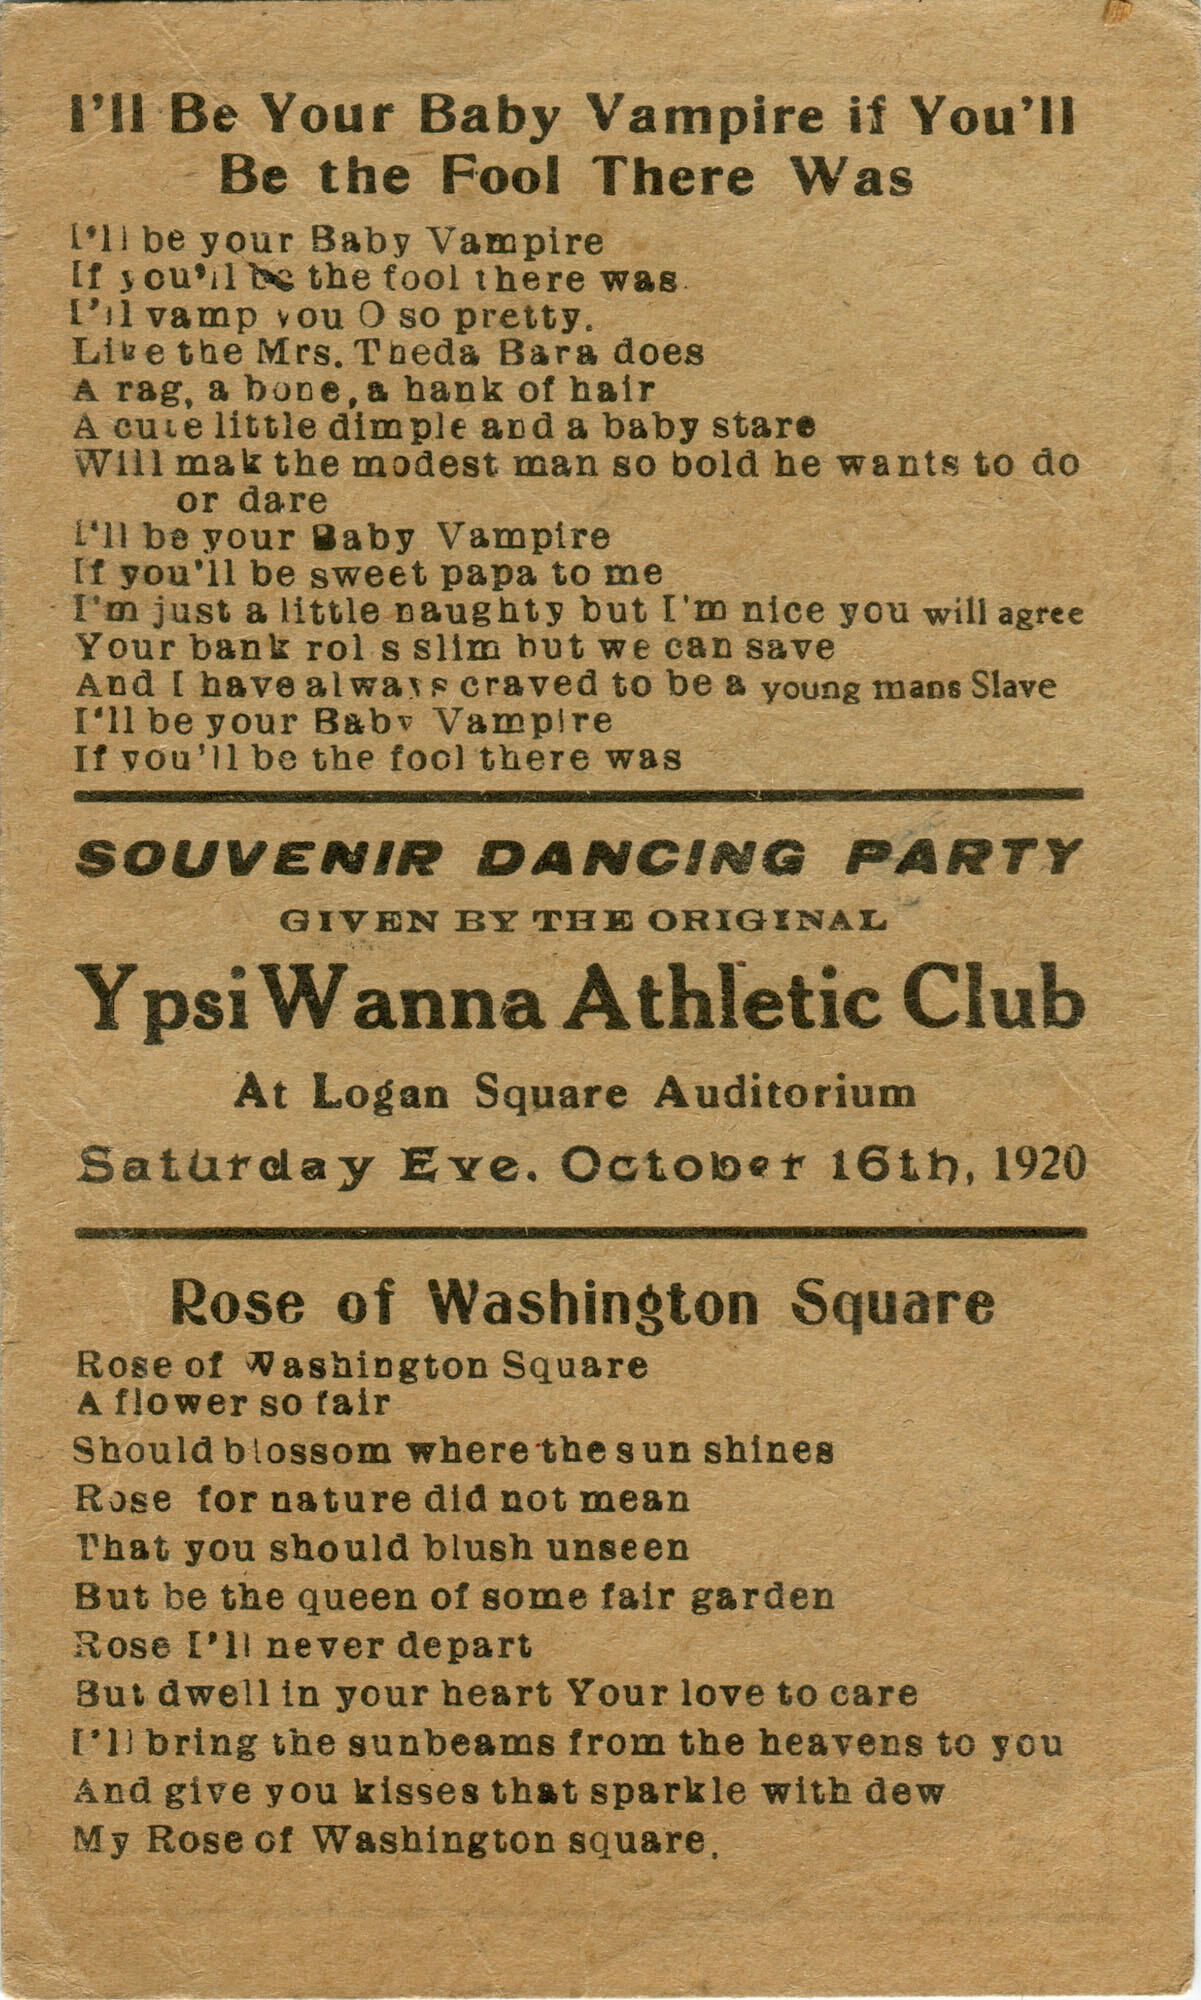 I'll Be Your Baby Vampire if You'll
Be the Fool There Was
I'll be your Baby Vampire
If you'll be the fool there was.
I'll vamp you O so pretty.
Like the Mrs. Theda Bara does
A rag, a bone, a hank of hair
A cute little dimple and a baby stare
Will mak the modest man so bold he wants to do
or dare
I'll be your Baby Vampire
If you'll be sweet papa to me
I'm just a little naughty but I'm nice you will agree
Your bank rol s slim but we can save
And I have always craved to be a young mans Slave
I'll be your Baby Vampire
If you'll be the fool there was
SOUVENIR DANCING PARTY
GIVEN BY THE ORIGINAL
Ypsi Wanna Athletic Club
At Logan Square Auditorium
Saturday Eve. October 16th, 1920
Rose of Washington Square
Rose of Washington Square
A flower so fair
Should blossom where the sun shines
Rose for nature did not mean
That you should blush unseen
But be the queen of some fair garden
Rose I'll never depart
But dwell in your heart Your love to care
I'll bring the sunbeams from the heavens to you
And give you kisses that sparkle with dew
My Rose of Washington square.